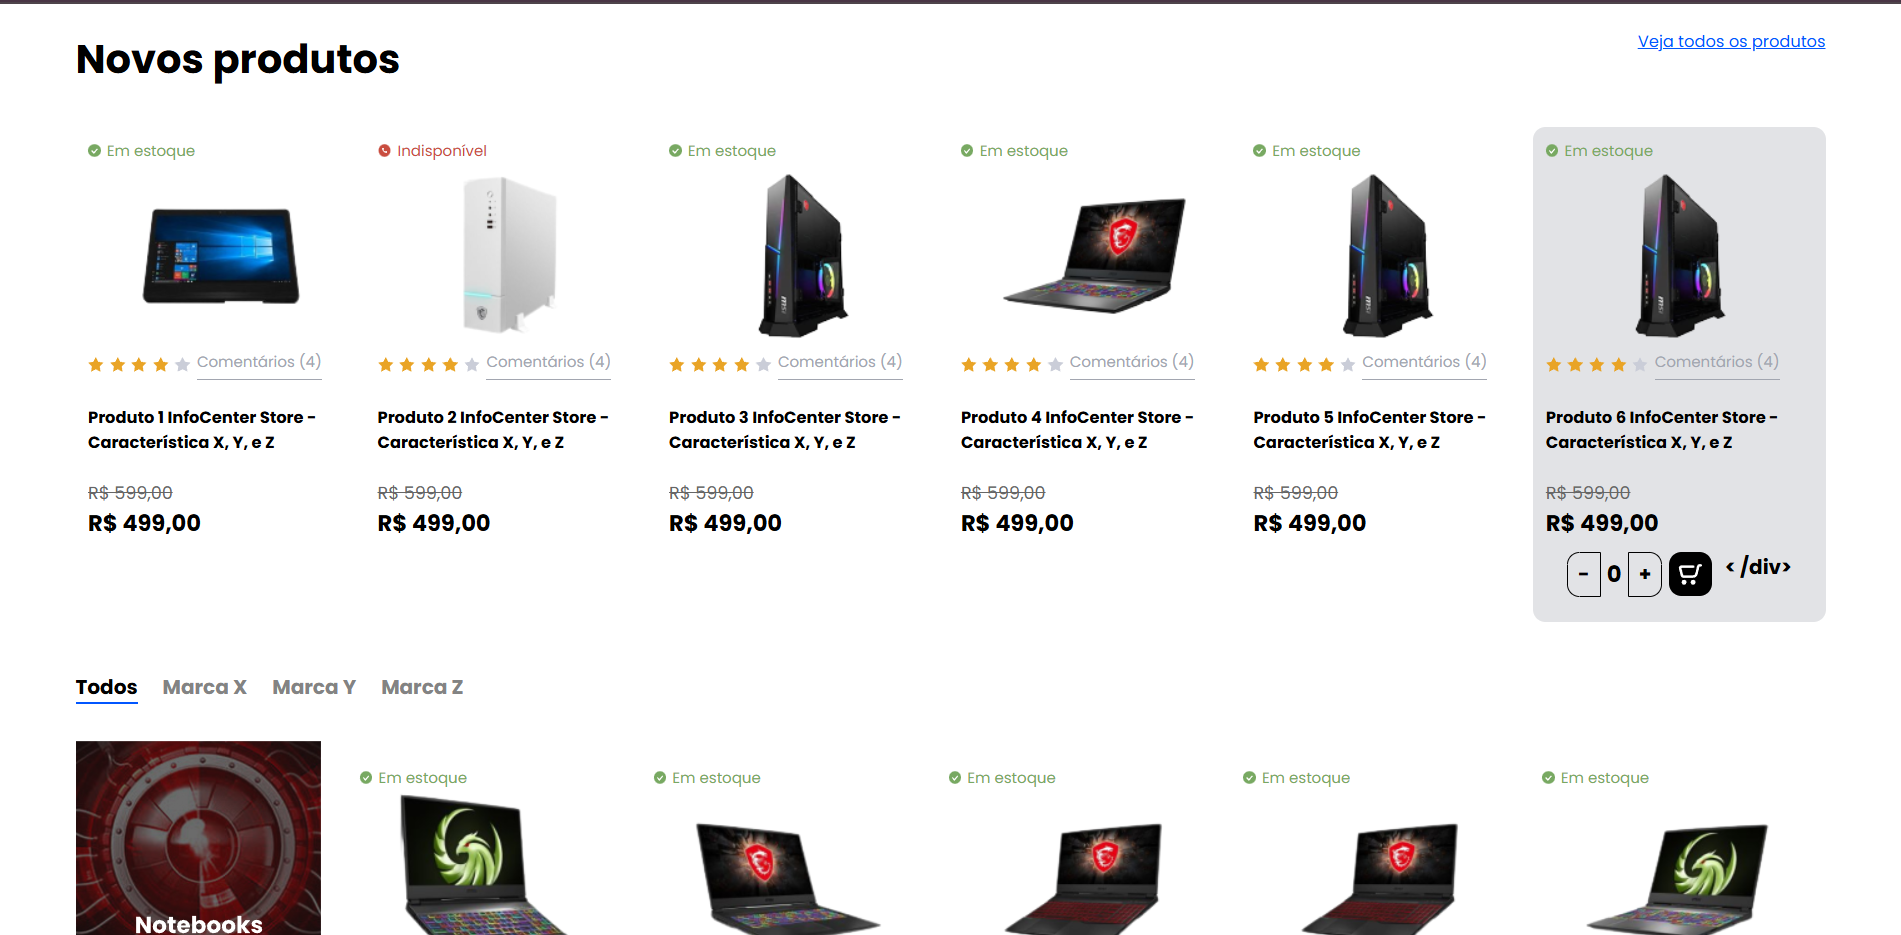 Novos produtos
Veja todos os produtos
Em estoque
Indisponível
Em estoque
Em estoque
Em estoque
Em estoque
Comentários (4)
Comentários (4)
Comentários (4)
Comentários (4)
Comentários (4)
Comentários (4)
Produto 1 InfoCenter Store -
Característica X, Y, e Z
Produto 2 InfoCenter Store -
Característica X, Y, e Z
Produto 3 InfoCenter Store -
Característica X, Y, e Z
Produto 4 InfoCenter Store -
Característica X, Y, e Z
Produto 5 InfoCenter Store -
Característica X, Y, e Z
Produto 6 InfoCenter Store -
Característica X, Y, e Z
R$ 599,00
R$ 599,00
R$ 599,00
R$ 599,00
R$ 599,00
R$ 599,00
R$ 499,00
R$ 499,00
R$ 499,00
R$ 499,00
R$ 499,00
R$ 499,00
- 0 + < /div>
Todos Marca X Marca Y Marca Z
Em estoque
Em estoque
Em estoque
Em estoque
Em estoque
Notebooks